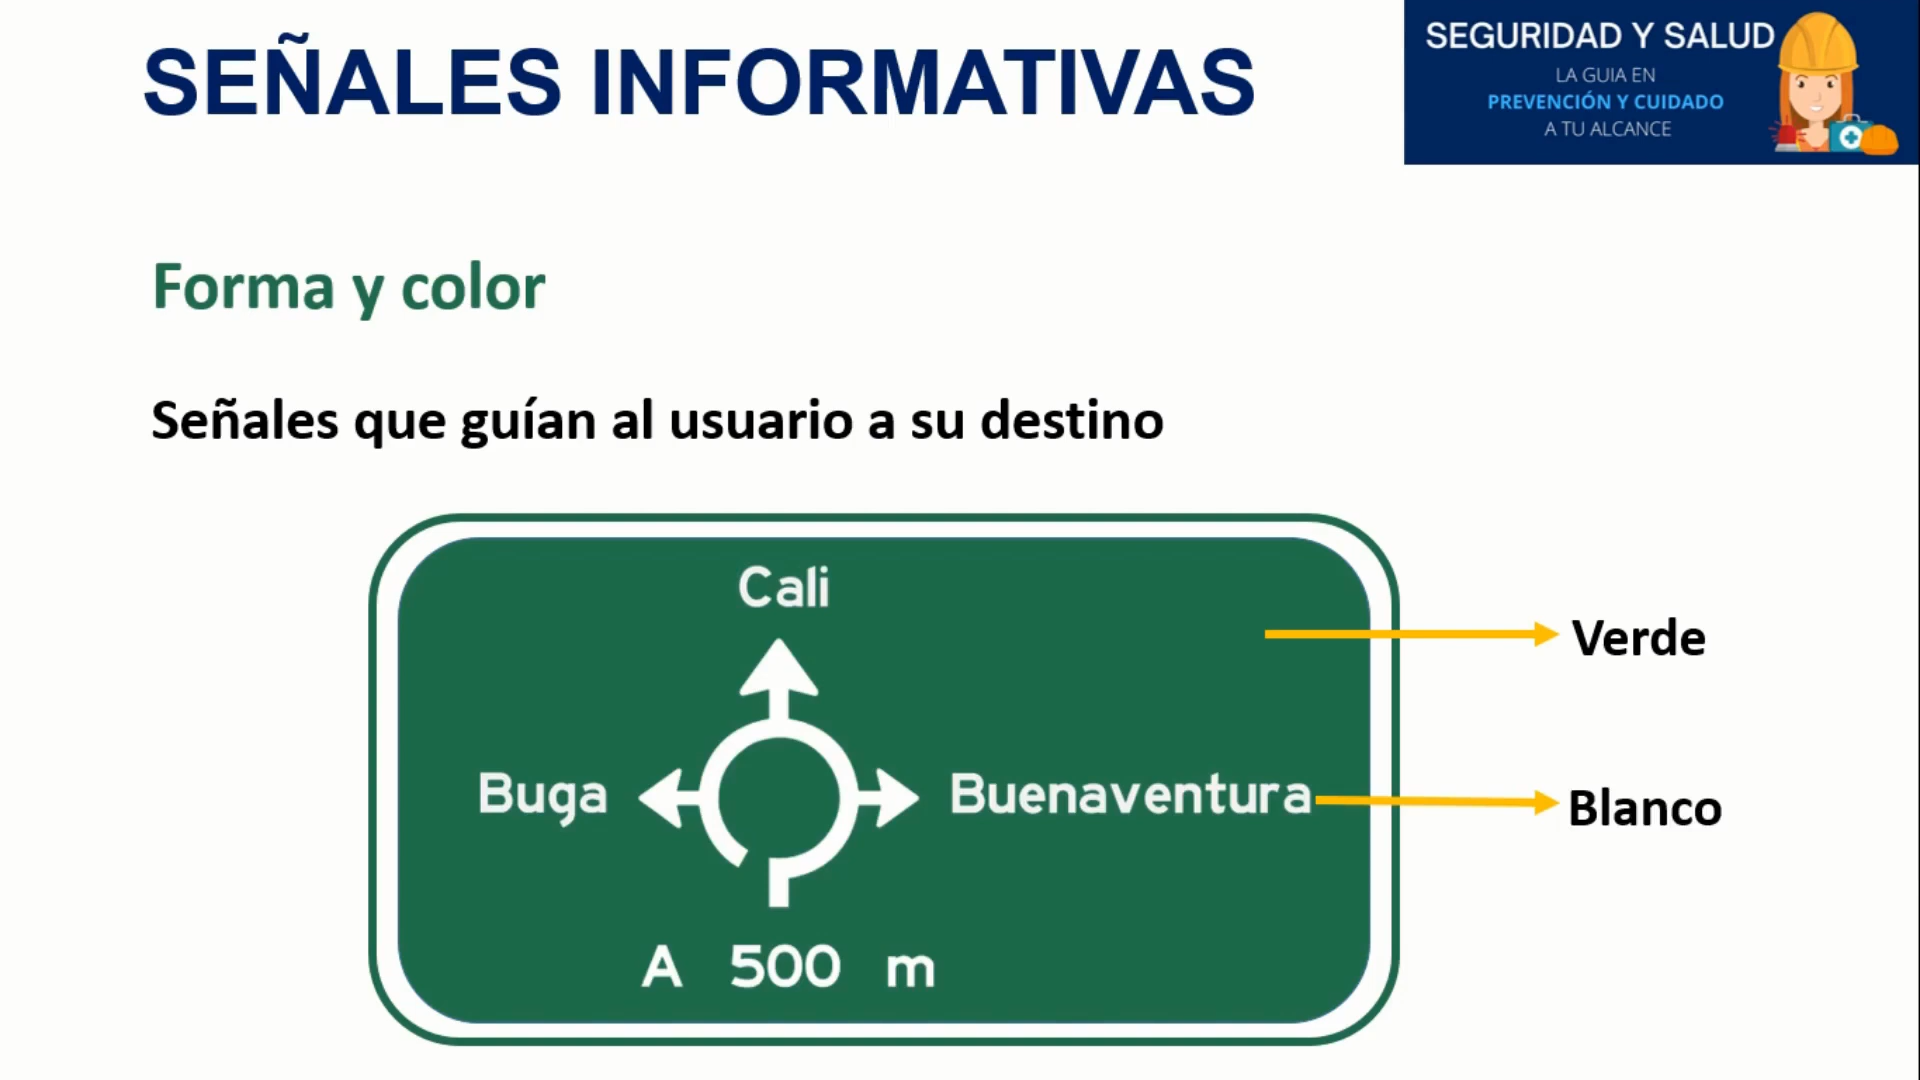 SEÑALES INFORMATIVAS
SEGURIDAD Y SALUD
LA GUIA EN
PREVENCIÓN Y CUIDADO
A TU ALCANCE
Forma y color
Señales que guían al usuario a su destino
Cali
Verde
Buga
Buenaventura
Blanco
A 500 m